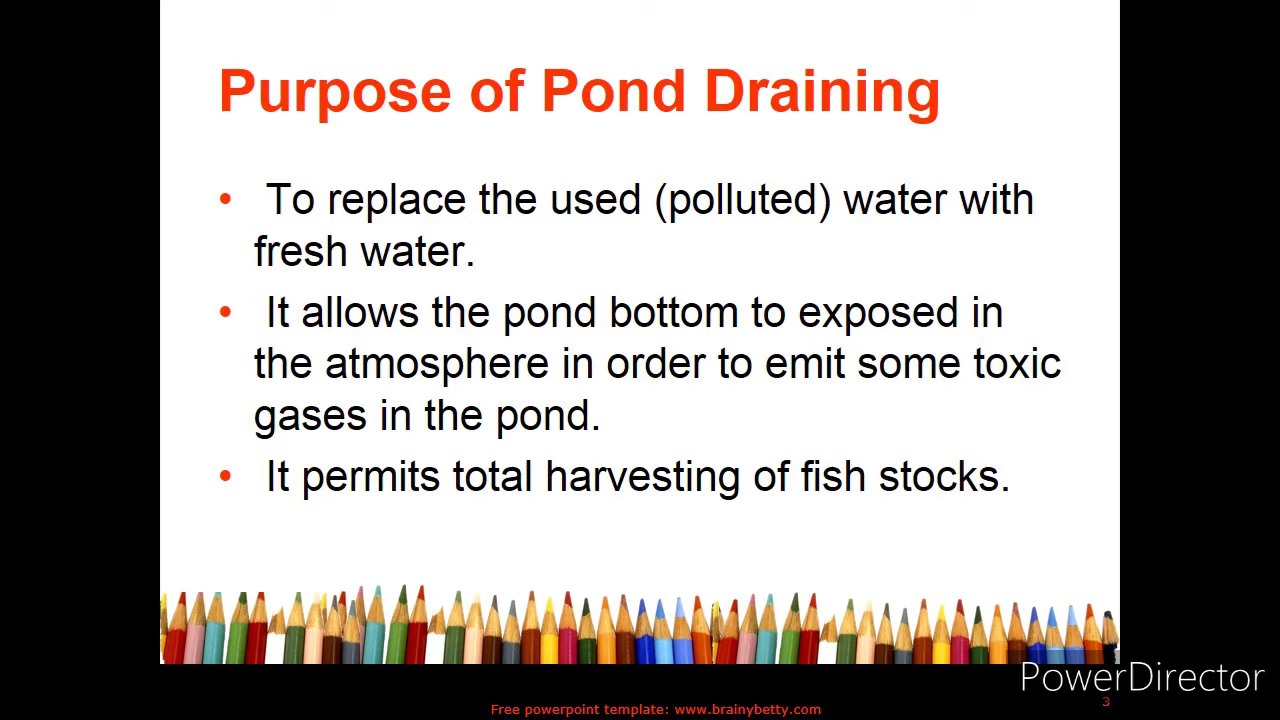 Purpose of Pond Draining
• To replace the used (polluted) water with
fresh water.
• It allows the pond bottom to exposed in
the atmosphere in order to emit some toxic
gases in the pond.
• It permits total harvesting of fish stocks.
PowerDirector
3
Free powerpoint template: www.brainybetty.com